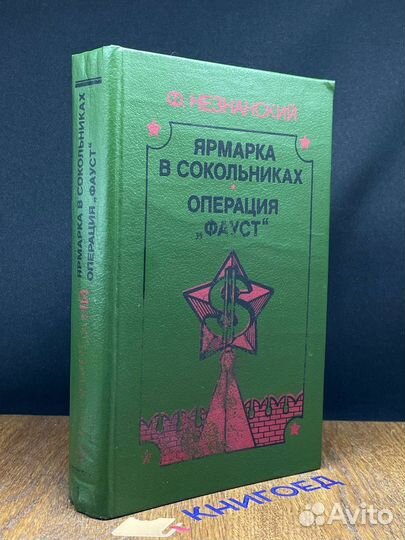 Ф. НЕЗНАНСКИЙ
ЯРМАРКА
В СОКОЛЬНИКАХ
ОПЕРАЦИЯ
„ФАУСТ“
ЯРМАРКА В СОКОЛЬНИКАХ
ОПЕРАЦИЯ „ФАУСТ“
КНИГОЕД
Avito